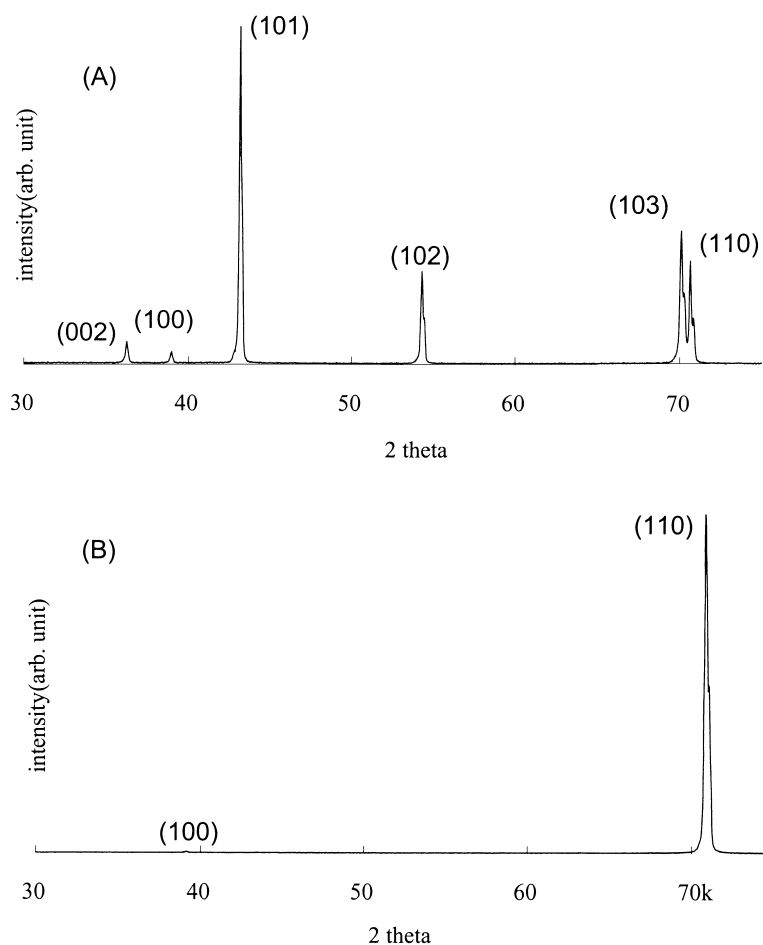 (101)
(A)
intensity(arb. unit)
(103)
(110)
(102)
(002)
(100)
30 40 50 60 70
2 theta
(110)
(B)
intensity(arb. unit)
(100)
30 40 50 60 70k
2 theta